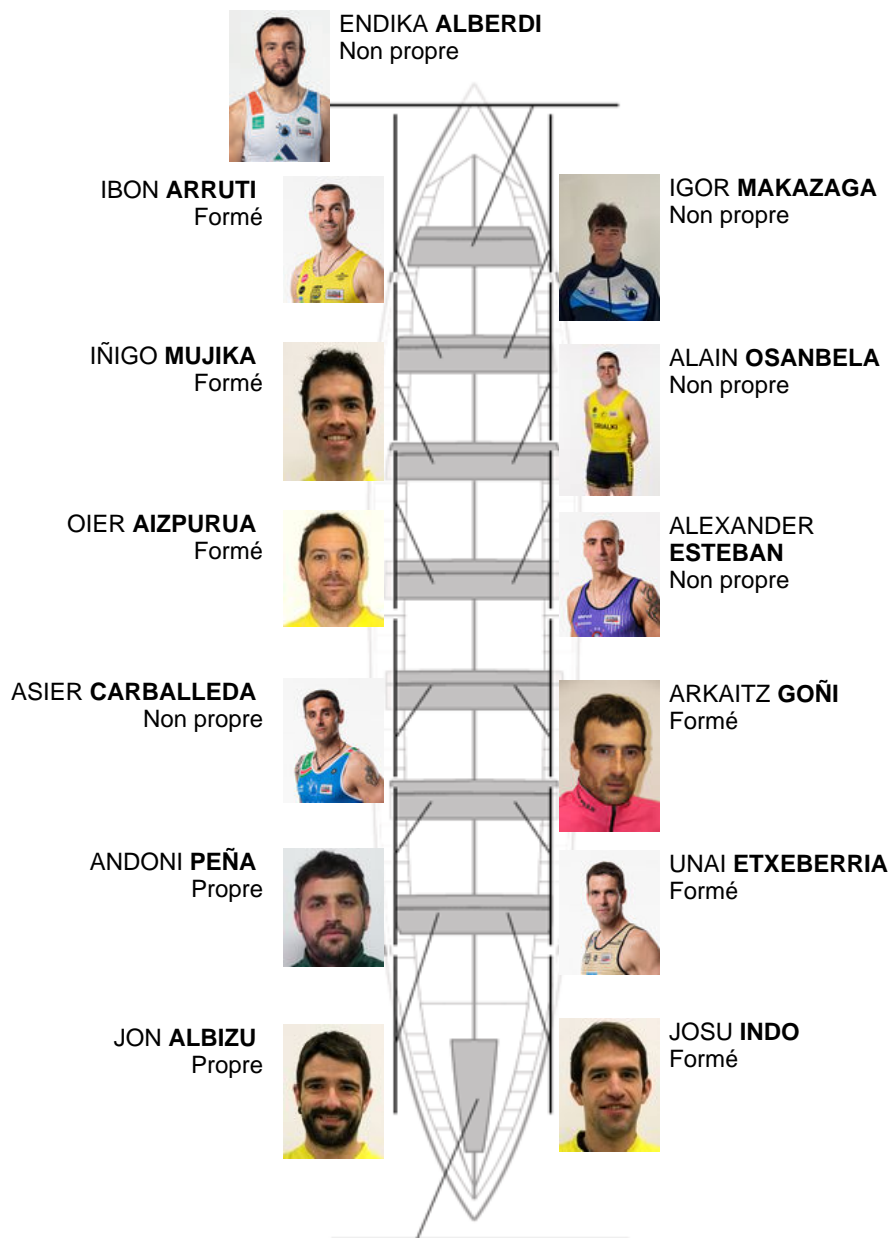 ENDIKA ALBERDI
Non propre
IBON ARRUTI
Formé
IGOR MAKAZAGA
Non propre
IÑIGO MUJIKA
Formé
ALAIN OSANBELA
Non propre
OIER AIZPURUA
Formé
ALEXANDER
ESTEBAN
Non propre
ASIER CARBALLEDA
Non propre
ARKAITZ GOÑI
Formé
ANDONI PEÑA
Propre
UNAI ETXEBERRIA
Formé
JON ALBIZU
Propre
JOSU INDO
Formé